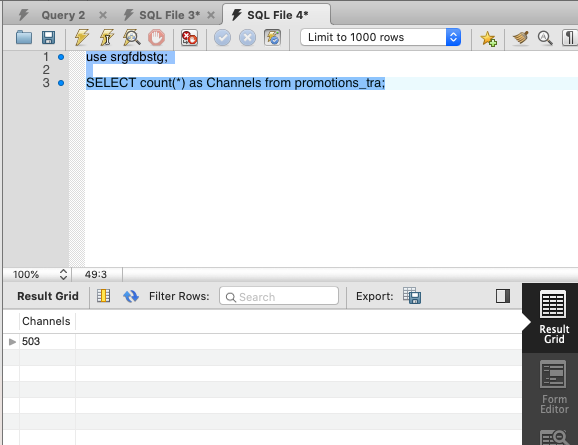 Query 2
SQL File 3*
SQL File 4*
Limit to 1000 rows
1 use srgfdbstg;
2
3 SELECT count(*) as Channels from promotions_tra;
100% 49:3
Result Grid Filter Rows: Search Export:
Channels
503
Result
Grid
Form
Editor